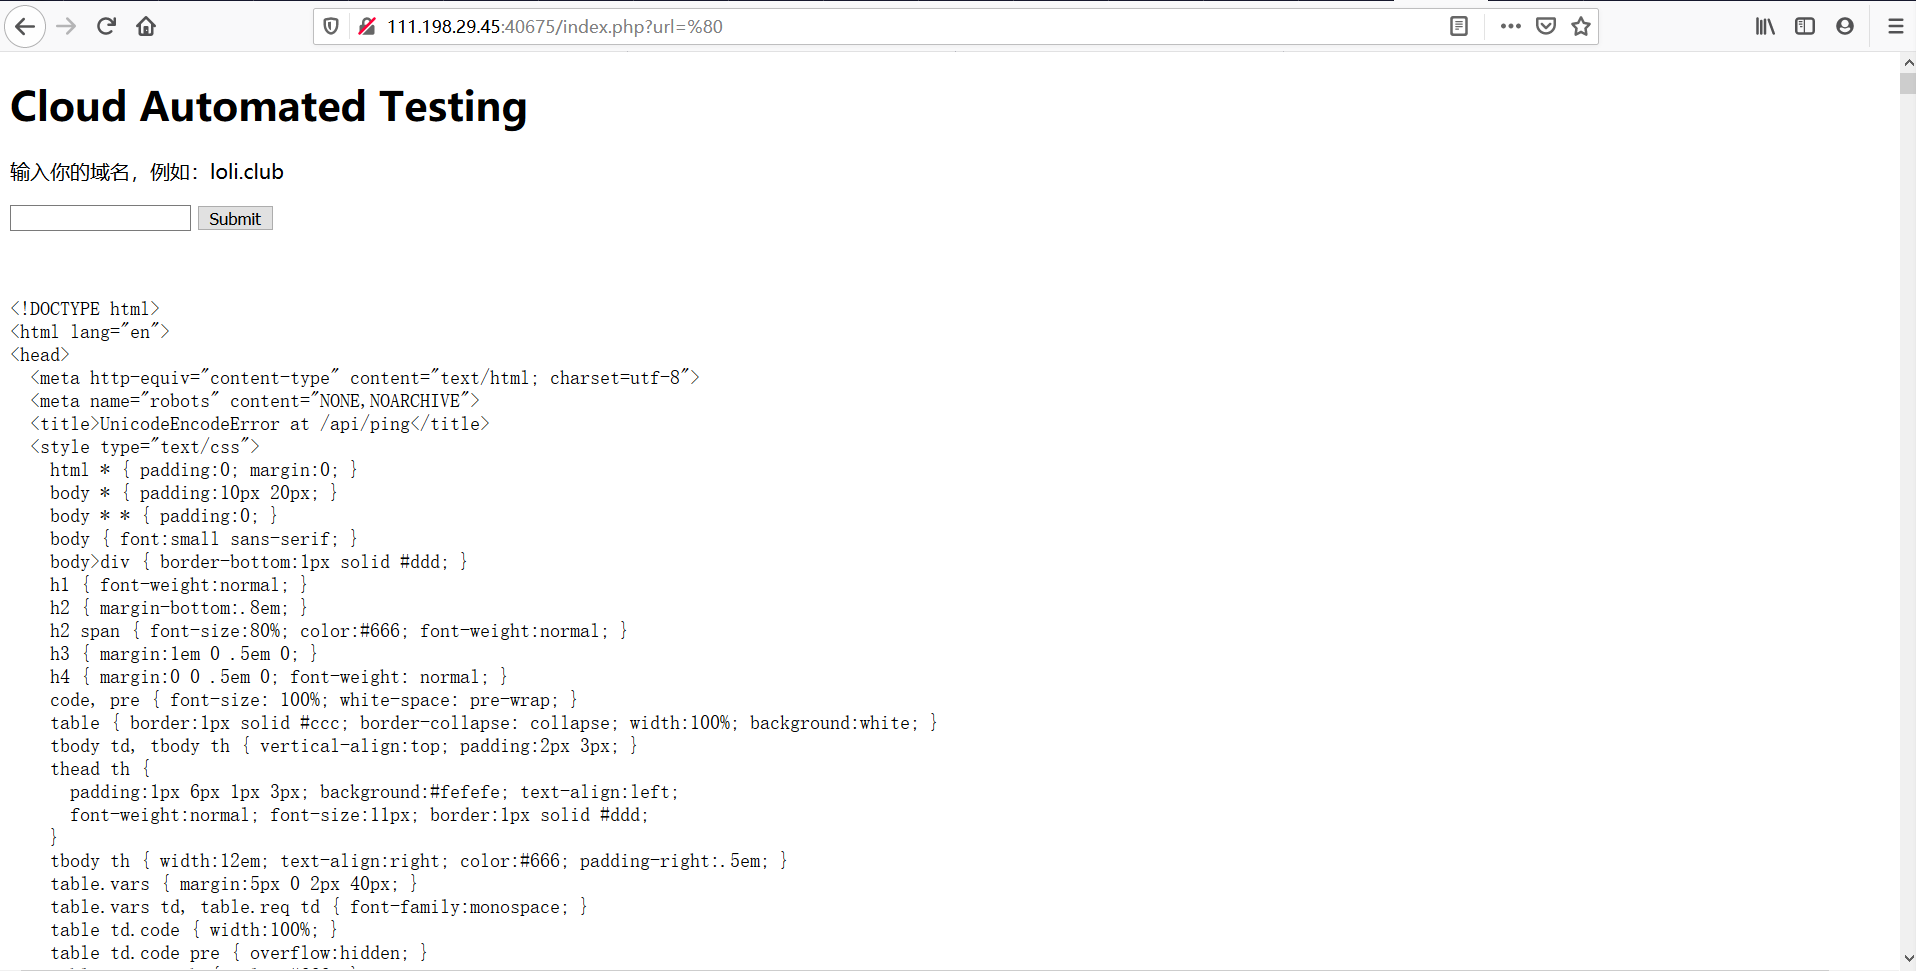 111.198.29.45:40675/index.php?url=%80
Cloud Automated Testing
输入你的域名，例如：loli.club
Submit
<!DOCTYPE html>
<html lang="en">
<head>
  <meta http-equiv="content-type" content="text/html; charset=utf-8">
  <meta name="robots" content="NONE,NOARCHIVE">
  <title>UnicodeEncodeError at /api/ping</title>
  <style type="text/css">
    html * { padding:0; margin:0; }
    body * { padding:10px 20px; }
    body * * { padding:0; }
    body { font:small sans-serif; }
    body>div { border-bottom:1px solid #ddd; }
    h1 { font-weight:normal; }
    h2 { margin-bottom:.8em; }
    h2 span { font-size:80%; color:#666; font-weight:normal; }
    h3 { margin:1em 0 .5em 0; }
    h4 { margin:0 0 .5em 0; font-weight: normal; }
    code, pre { font-size: 100%; white-space: pre-wrap; }
    table { border:1px solid #ccc; border-collapse: collapse; width:100%; background:white; }
    tbody td, tbody th { vertical-align:top; padding:2px 3px; }
    thead th {
      padding:1px 6px 1px 3px; background:#fefefe; text-align:left;
      font-weight:normal; font-size:11px; border:1px solid #ddd;
    }
    tbody th { width:12em; text-align:right; color:#666; padding-right:.5em; }
    table.vars { margin:5px 0 2px 40px; }
    table.vars td, table.req td { font-family:monospace; }
    table td.code { width:100%; }
    table td.code pre { overflow:hidden; }